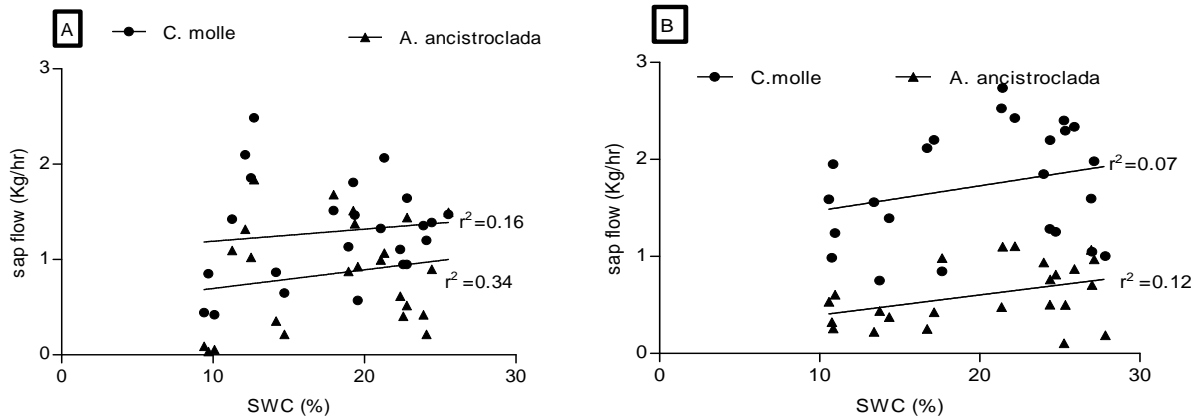 A
C. molle
A. ancistroclada
3
2
1
0
sap flow (Kg/hr)
r²=0.16
r²=0.34
0
10
20
30
SWC (%)
B
C.molle
A. ancistroclada
3
2
1
0
sap flow (Kg/hr)
r²=0.07
r²=0.12
0
10
20
30
SWC (%)